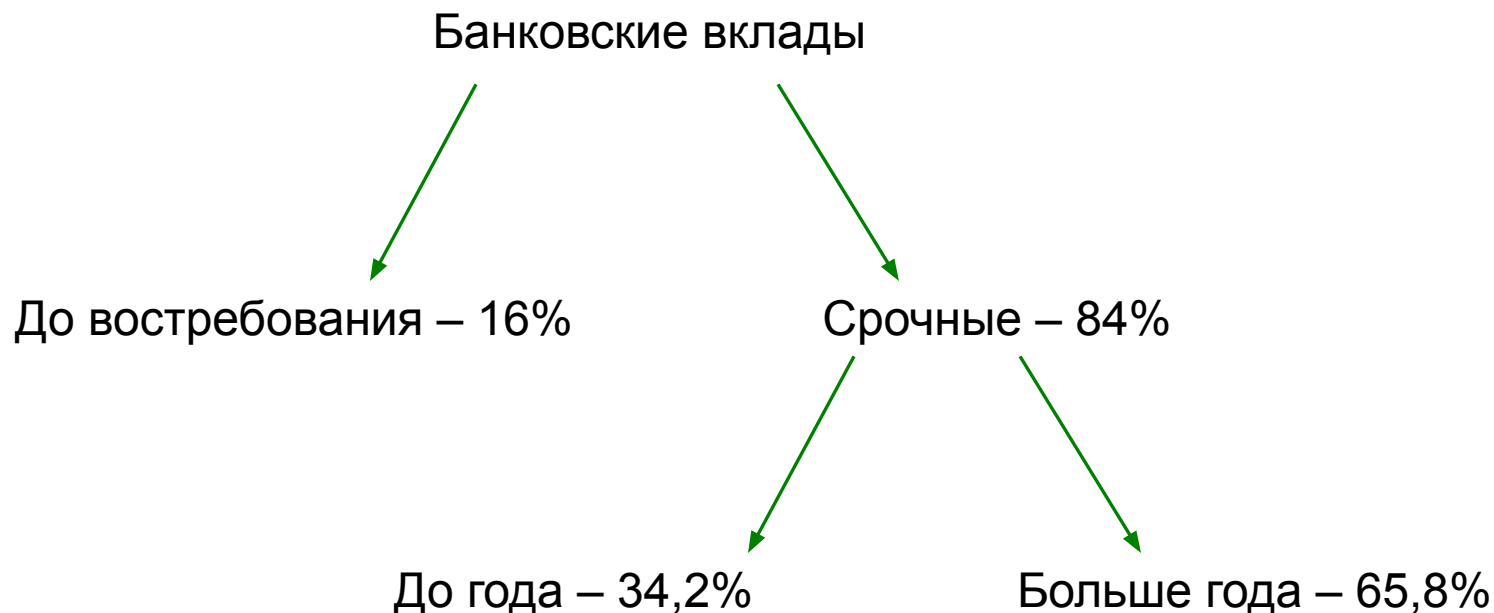 Банковские вклады
До востребования – 16%
Срочные – 84%
До года – 34,2%
Больше года – 65,8%